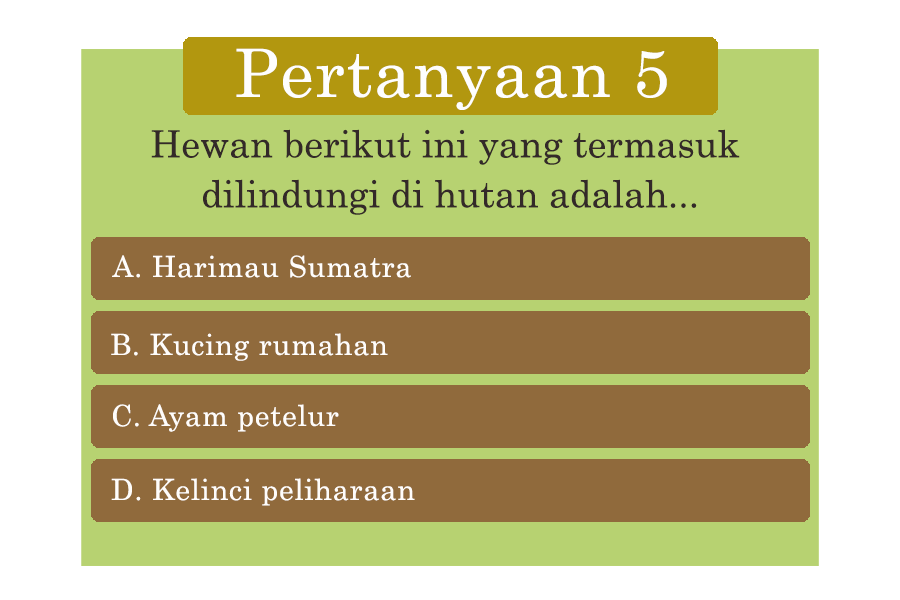 Pertanyaan 5
Hewan berikut ini yang termasuk
dilindungi di hutan adalah...
A. Harimau Sumatra
B. Kucing rumahan
C. Ayam petelur
D. Kelinci peliharaan